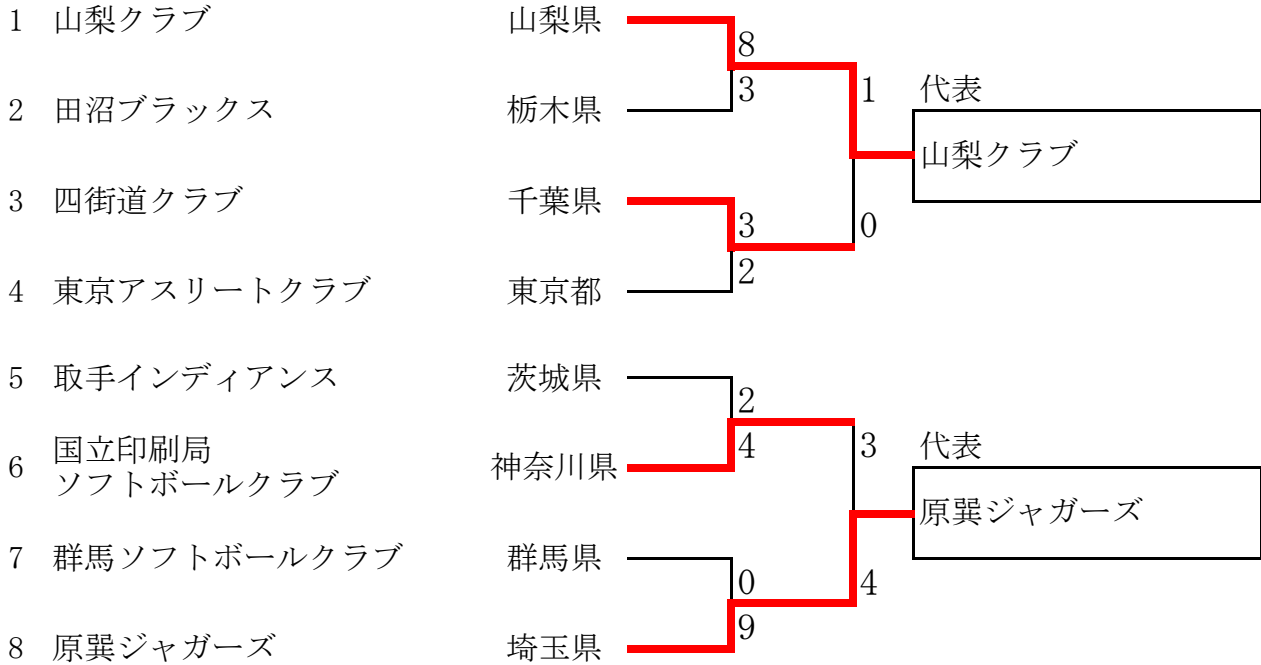 1 山梨クラブ 山梨県
8
3
2 田沼ブラックス 栃木県
1
代表
山梨クラブ
3 四街道クラブ 千葉県
0
3
2
4 東京アスリートクラブ 東京都
5 取手インディアンス 茨城県
2
4
6 国立印刷局
ソフトボールクラブ 神奈川県
3
代表
原巽ジャガーズ
7 群馬ソフトボールクラブ 群馬県
4
0
9
8 原巽ジャガーズ 埼玉県